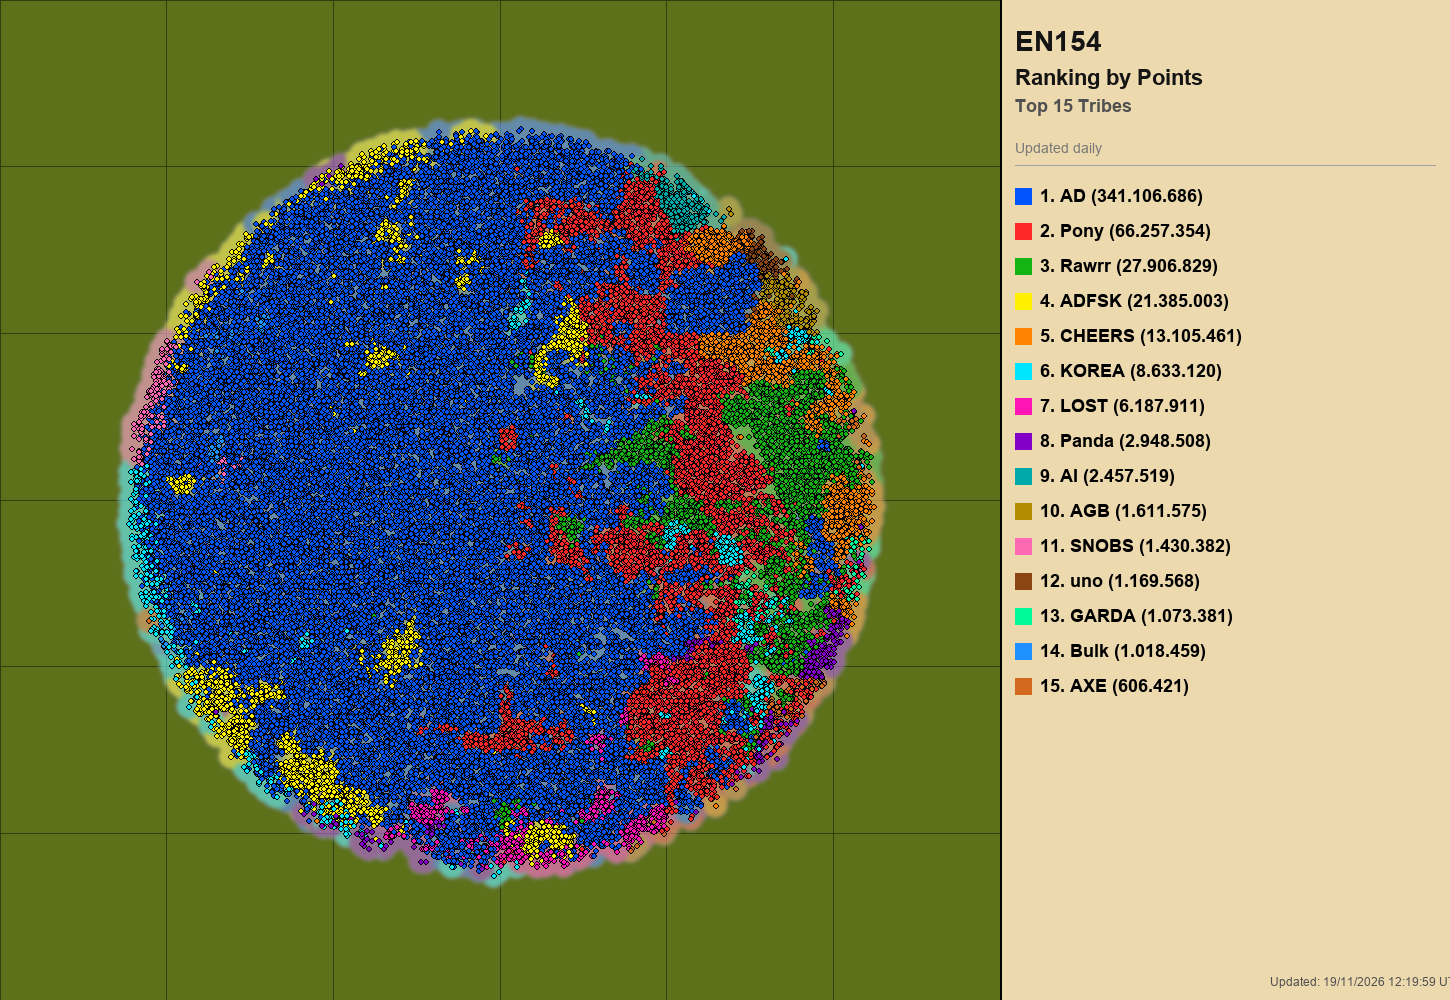 EN154
Ranking by Points
Top 15 Tribes
Updated daily
1. AD (341.106.686)
2. Pony (66.257.354)
3. Rawrr (27.906.829)
4. ADFSK (21.385.003)
5. CHEERS (13.105.461)
6. KOREA (8.633.120)
7. LOST (6.187.911)
8. Panda (2.948.508)
9. AI (2.457.519)
10. AGB (1.611.575)
11. SNOBS (1.430.382)
12. uno (1.169.568)
13. GARDA (1.073.381)
14. Bulk (1.018.459)
15. AXE (606.421)
Updated: 19/11/2026 12:19:59 U